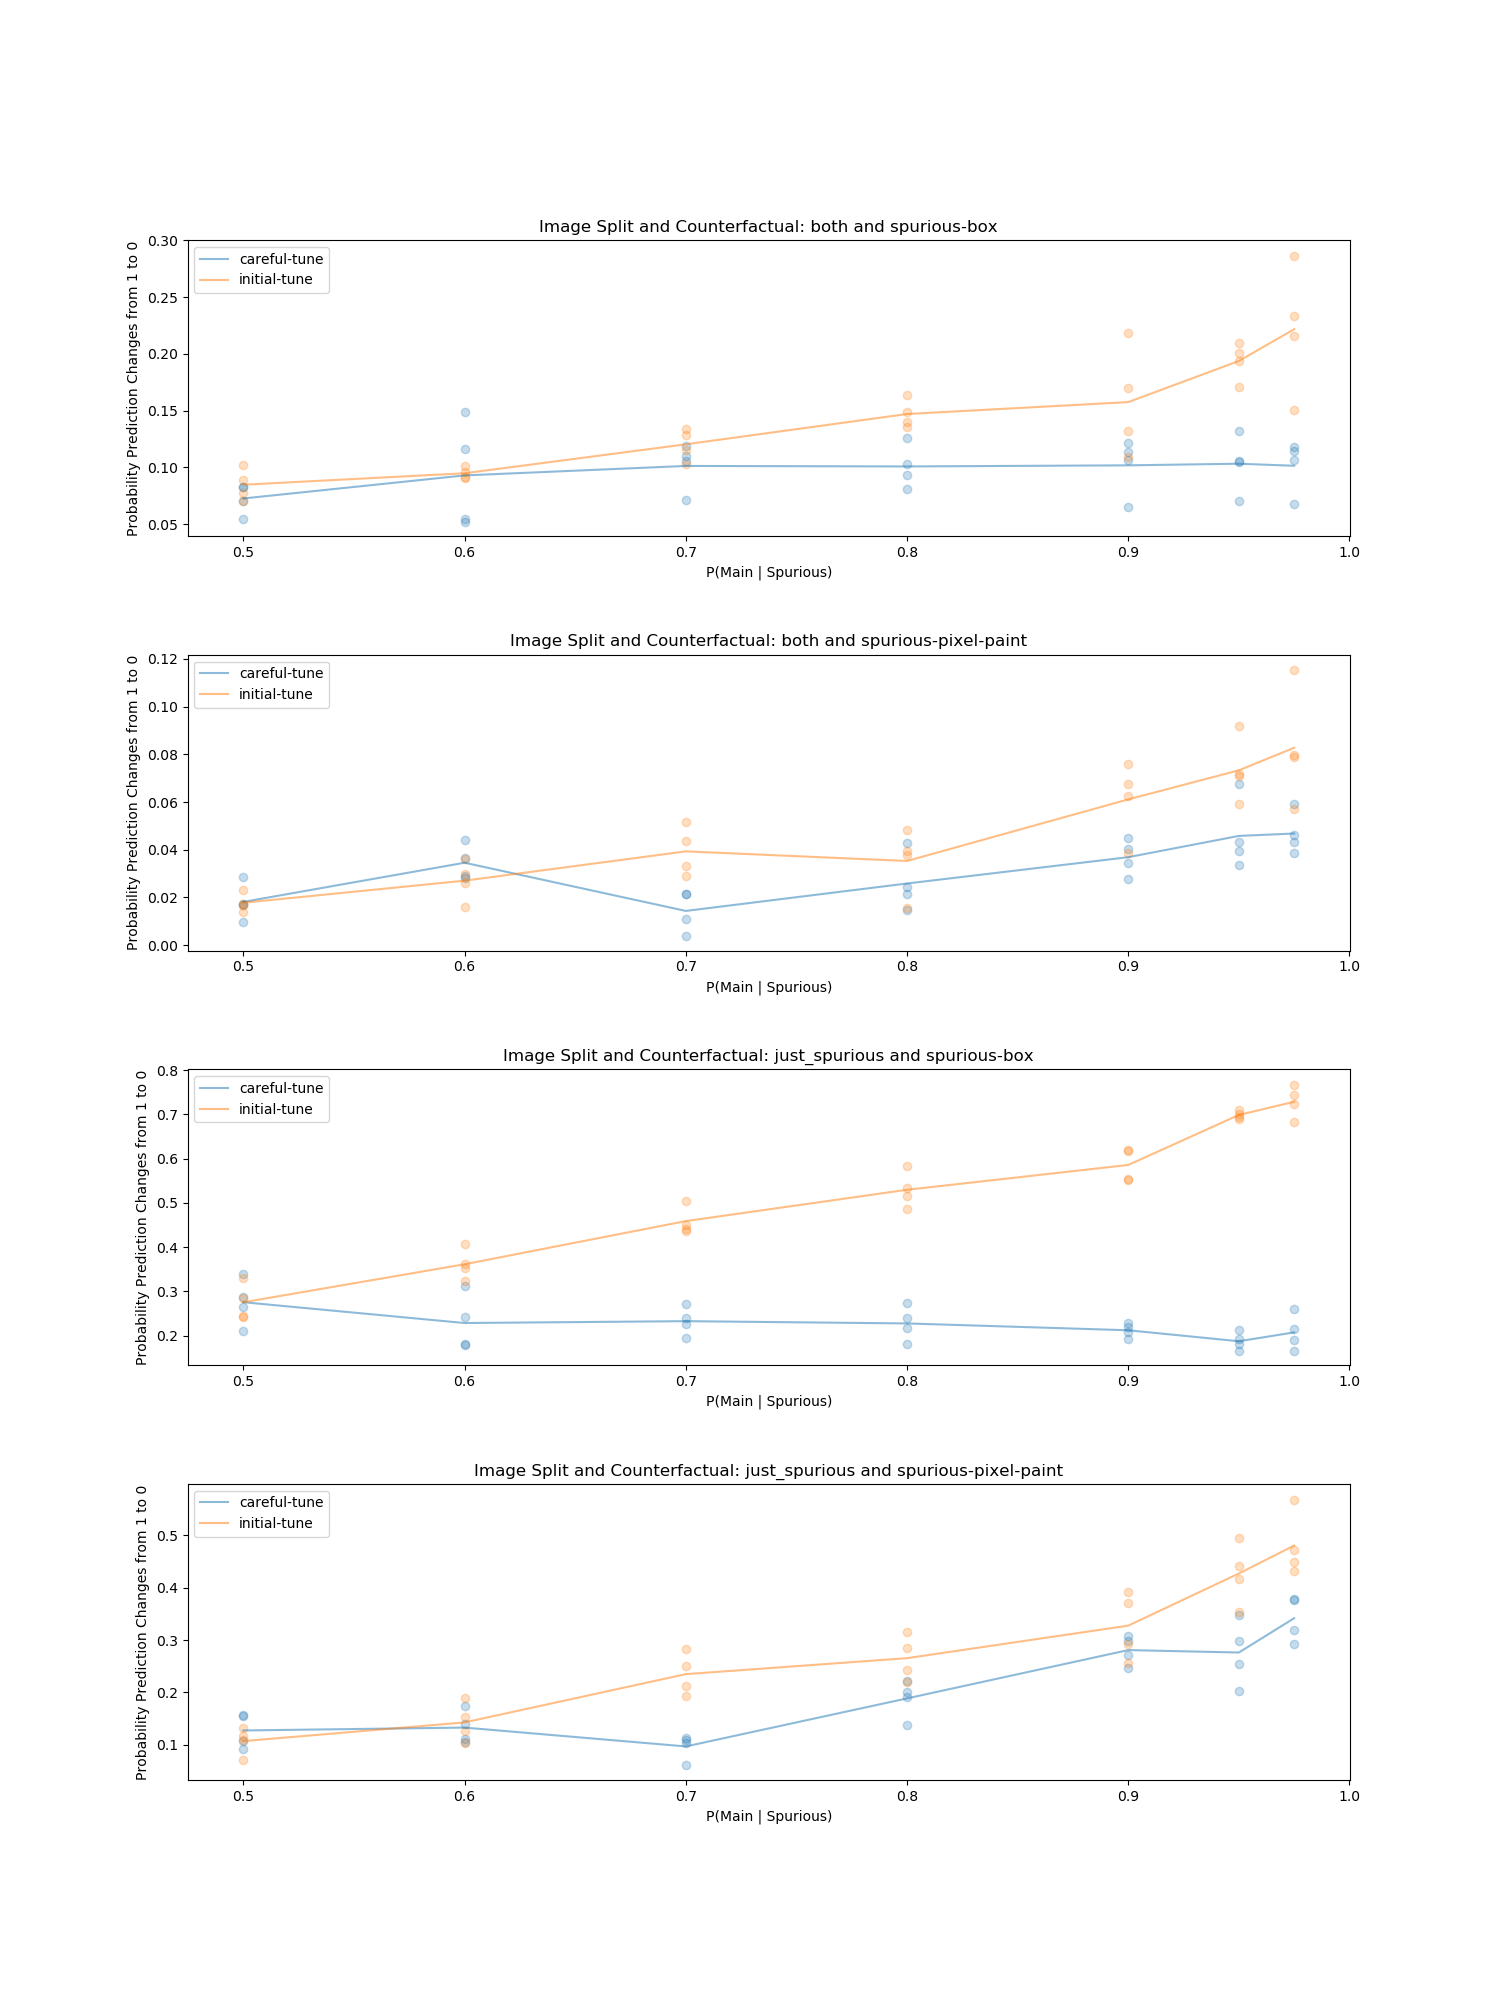 Image Split and Counterfactual: both and spurious-box
Probability Prediction Changes from 1 to 0
0.30
0.25
0.20
0.15
0.10
0.05
careful-tune
initial-tune
0.5 0.6 0.7 0.8 0.9 1.0
P(Main | Spurious)
Image Split and Counterfactual: both and spurious-pixel-paint
Probability Prediction Changes from 1 to 0
0.12
0.10
0.08
0.06
0.04
0.02
0.00
careful-tune
initial-tune
0.5 0.6 0.7 0.8 0.9 1.0
P(Main | Spurious)
Image Split and Counterfactual: just_spurious and spurious-box
Probability Prediction Changes from 1 to 0
0.8
0.7
0.6
0.5
0.4
0.3
0.2
careful-tune
initial-tune
0.5 0.6 0.7 0.8 0.9 1.0
P(Main | Spurious)
Image Split and Counterfactual: just_spurious and spurious-pixel-paint
Probability Prediction Changes from 1 to 0
0.5
0.4
0.3
0.2
0.1
careful-tune
initial-tune
0.5 0.6 0.7 0.8 0.9 1.0
P(Main | Spurious)